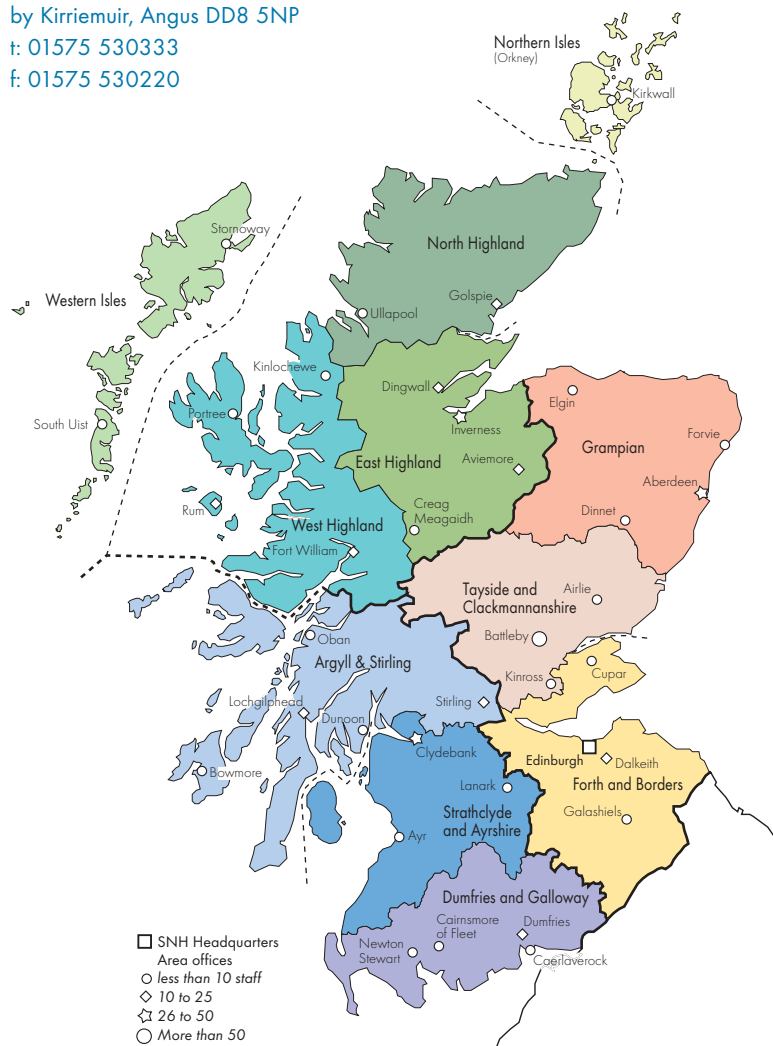 by Kirriemuir, Angus DD8 5NP
t: 01575 530333
f: 01575 530220
Northern Isles
(Orkney)
Kirkwall
Stornoway
North Highland
Western Isles
Golspie
Ullapool
Kinlochewe
Dingwall
Elgin
Portree
South Uist
Inverness
Forvie
Grampian
East Highland
Aviemore
Aberdeen
Rum
Creag
Meagaidh
Dinnet
West Highland
Fort William
Tayside and
Clackmannanshire
Airlie
Battleby
Oban
Argyll & Stirling
Kinross
Cupar
Lochgilphead
Stirling
Dunoon
Clydebank
Edinburgh
Dalkeith
Bowmore
Lanark
Forth and Borders
Strathclyde
and Ayrshire
Galashiels
Ayr
Dumfries and Galloway
Cairnsmore
of Fleet
Dumfries
Newton
Stewart
Caerlaverock
SNH Headquarters
Area offices
less than 10 staff
10 to 25
26 to 50
More than 50